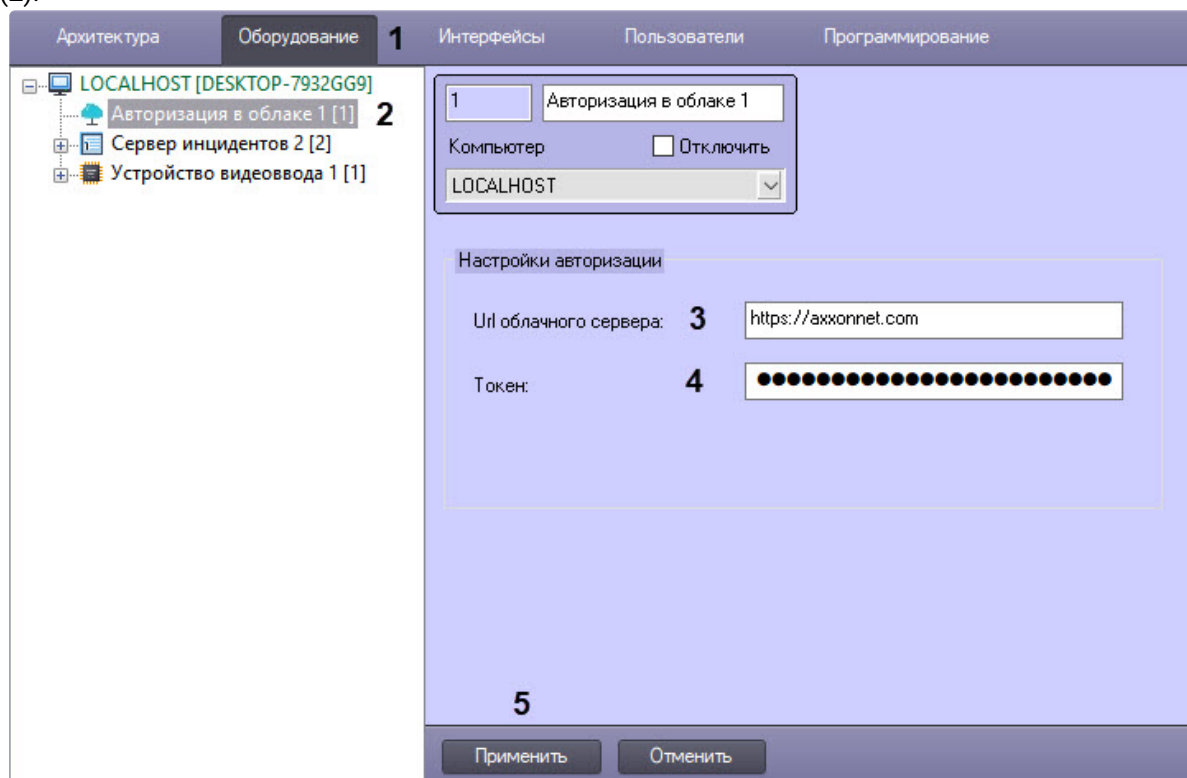 (2).
Архитектура Оборудование 1 Интерфейсы Пользователи Программирование
LOCALHOST [DESKTOP-7932GG9]
Авторизация в облаке 1 [1] 2
Сервер инцидентов 2 [2]
Устройство видеоввода 1 [1]
1 Авторизация в облаке 1
Компьютер Отключить
LOCALHOST
Настройки авторизации
Url облачного сервера: 3 https://axxonnet.com
Токен: 4 ●●●●●●●●●●●●●●●●●●●●●●●●
5
Применить Отменить